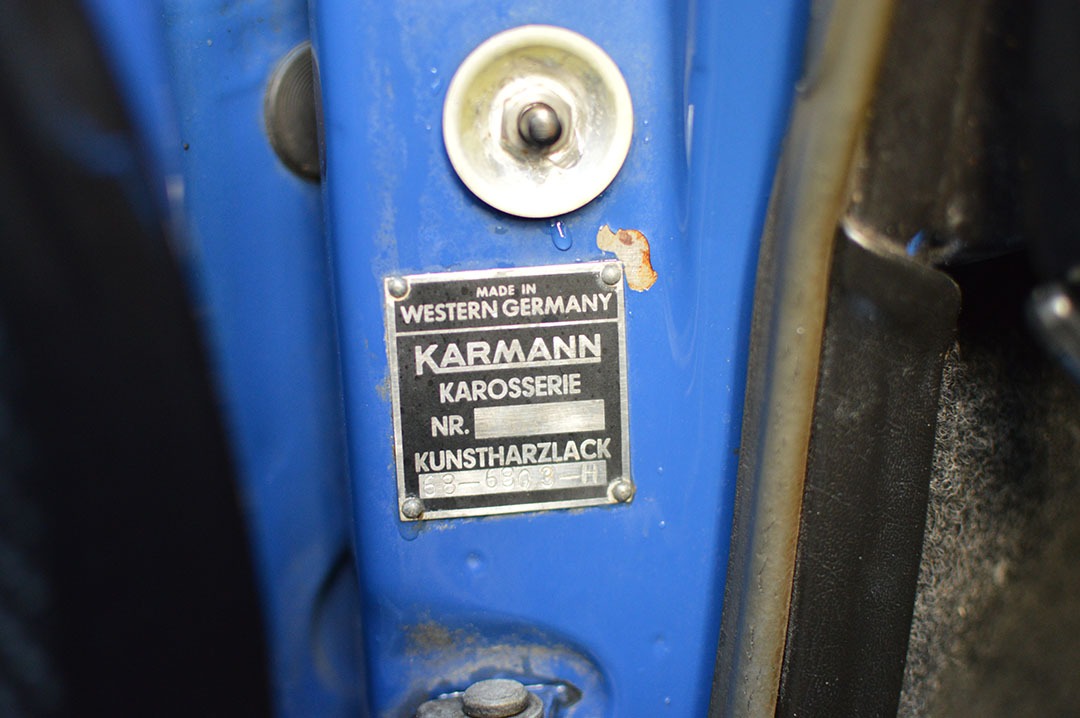 MADE IN
WESTERN GERMANY
KARMANN
KAROSSERIE
NR.
KUNSTHARZLACK